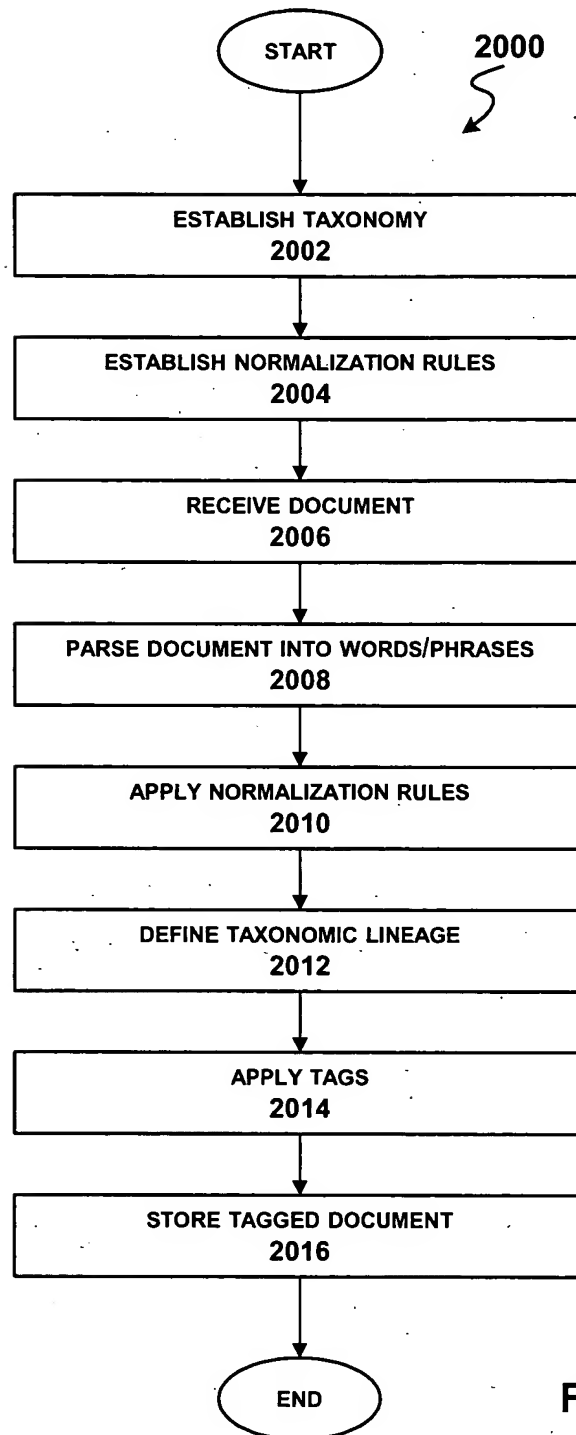 START
2000
ESTABLISH TAXONOMY
2002
ESTABLISH NORMALIZATION RULES
2004
RECEIVE DOCUMENT
2006
PARSE DOCUMENT INTO WORDS/PHRASES
2008
APPLY NORMALIZATION RULES
2010
DEFINE TAXONOMIC LINEAGE
2012
APPLY TAGS
2014
STORE TAGGED DOCUMENT
2016
END